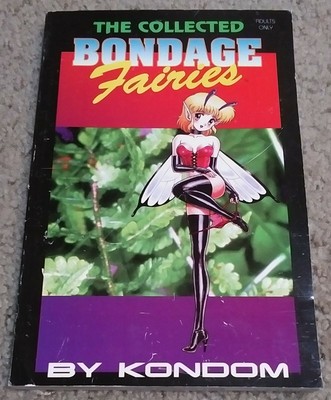 THE COLLECTED
ADULTS
ONLY
BONDAGE
Fairies
BY KONDOM